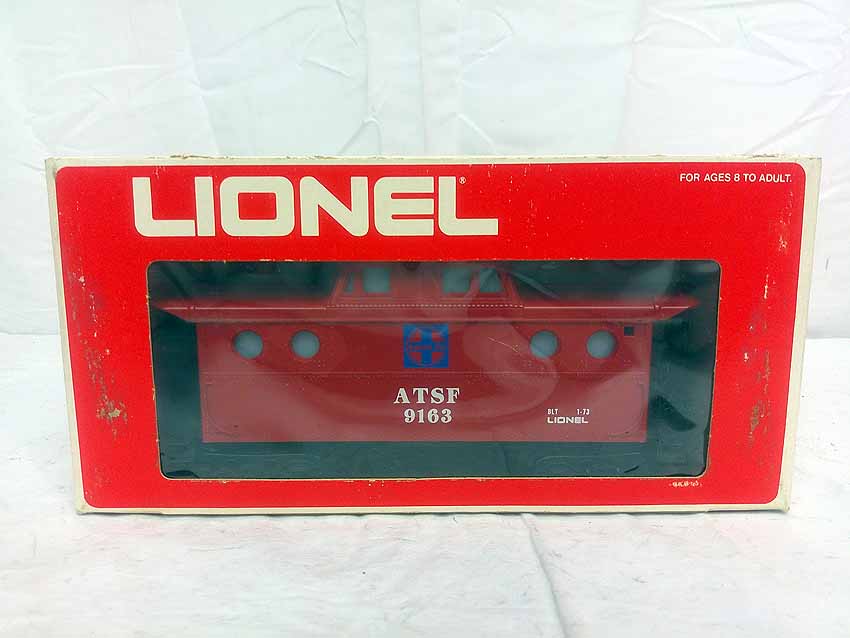 LIONEL®
FOR AGES 8 TO ADULT.
ATSF
9163
BLT 1-73
LIONEL